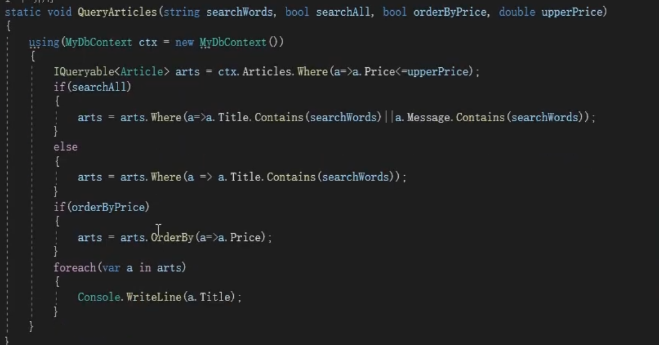 static void QueryArticles(string searchWords, bool searchAll, bool orderByPrice, double upperPrice)
{
using(MyDbContext ctx = new MyDbContext())
{
IQueryable<Article> arts = ctx.Articles.Where(a=>a.Price<=upperPrice);
if(searchAll)
{
arts = arts.Where(a=>a.Title.Contains(searchWords)||a.Message.Contains(searchWords));
}
else
{
arts = arts.Where(a => a.Title.Contains(searchWords));
}
if(orderByPrice)
{
arts = arts.OrderBy(a=>a.Price);
}
foreach(var a in arts)
{
Console.WriteLine(a.Title);
}
}
}